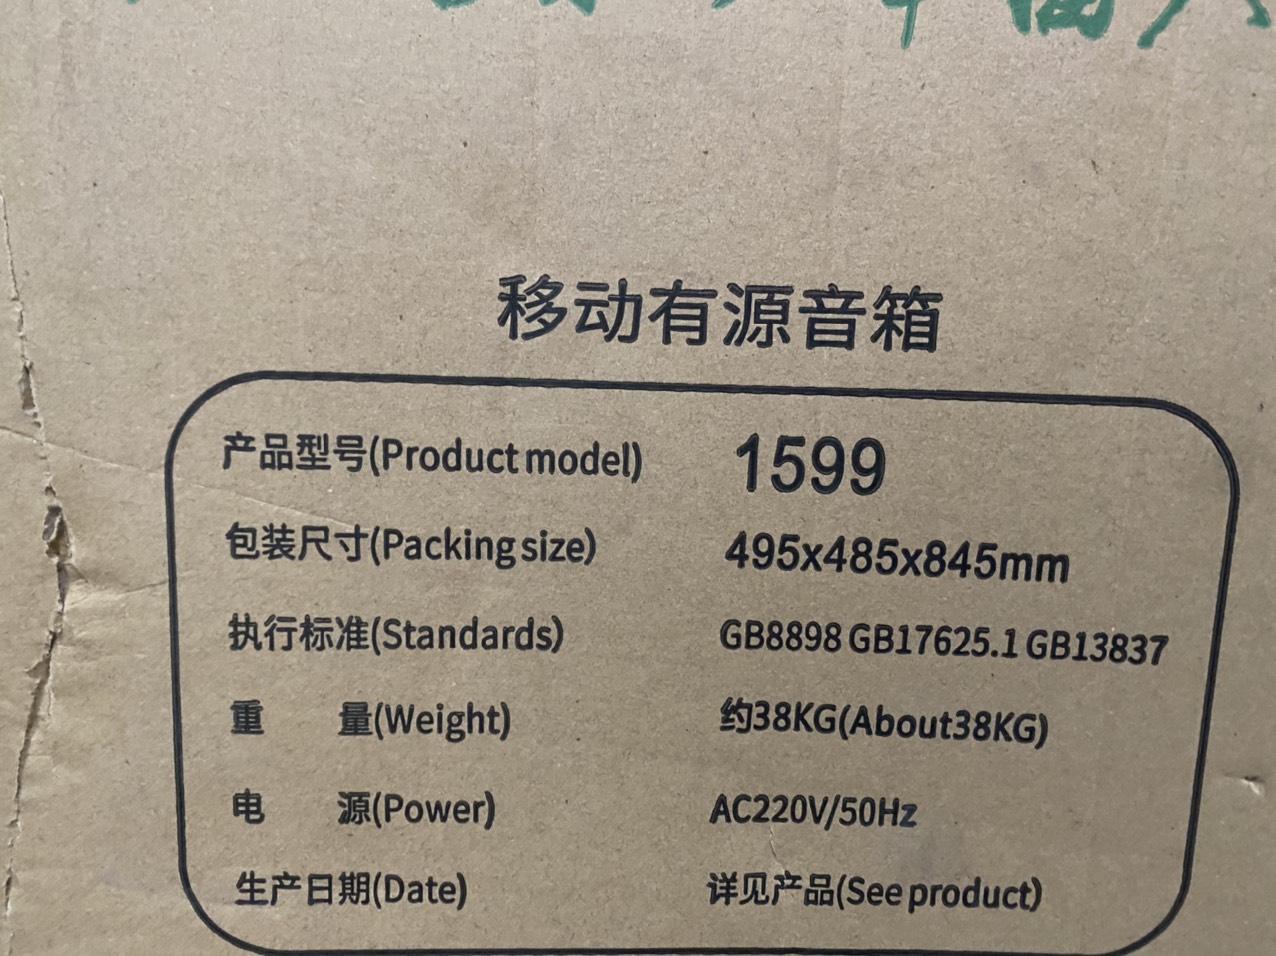 移动有源音箱
产品型号(Product model) 1599
包装尺寸(Packing size) 495x485x845mm
执行标准(Standards) GB8898 GB17625.1 GB13837
重 量(Weight) 约38KG(About38KG)
电 源(Power) AC220V/50Hz
生产日期(Date) 详见产品(See product)